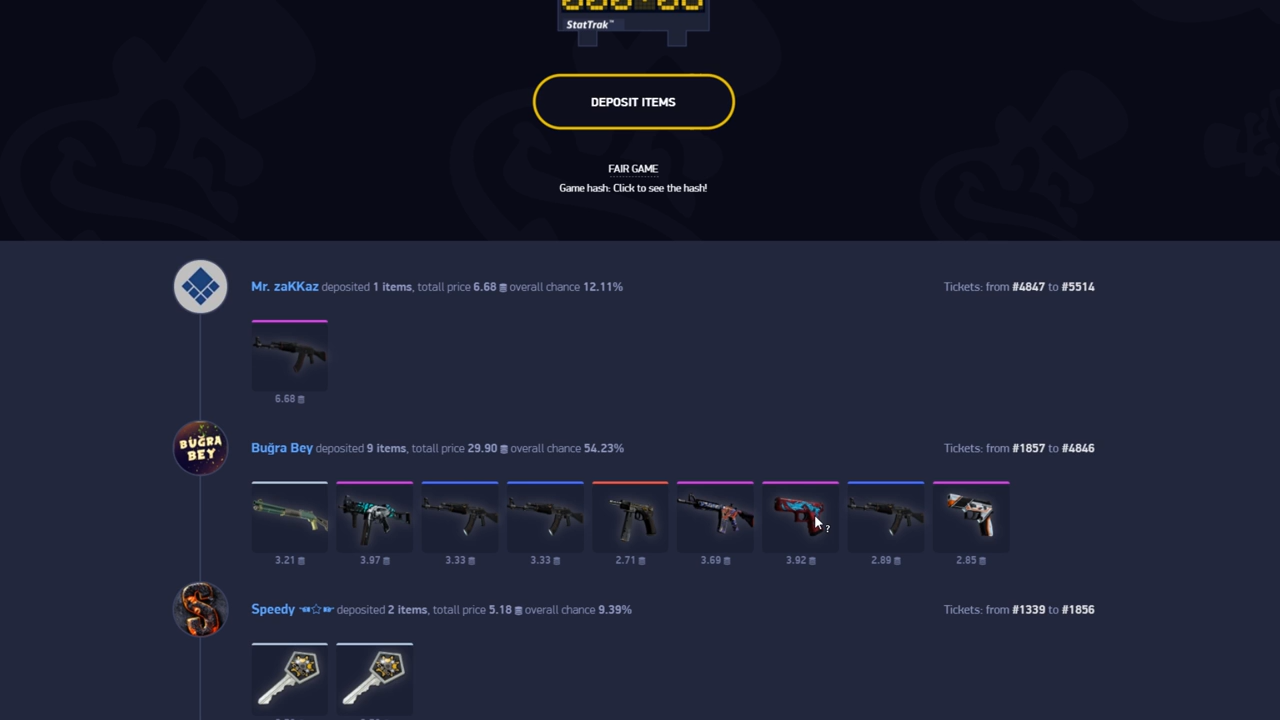 StatTrak™
DEPOSIT ITEMS
FAIR GAME
Game hash: Click to see the hash!
Mr. zaKKaz deposited 1 items, totall price 6.68 overall chance 12.11%
Tickets: from #4847 to #5514
6.68
BUĞRA
BEY
Buğra Bey deposited 9 items, totall price 29.90 overall chance 54.23%
Tickets: from #1857 to #4846
3.21 3.97 3.33 3.33 2.71 3.69 3.92 2.89 2.85
Speedy deposited 2 items, totall price 5.18 overall chance 9.39%
Tickets: from #1339 to #1856